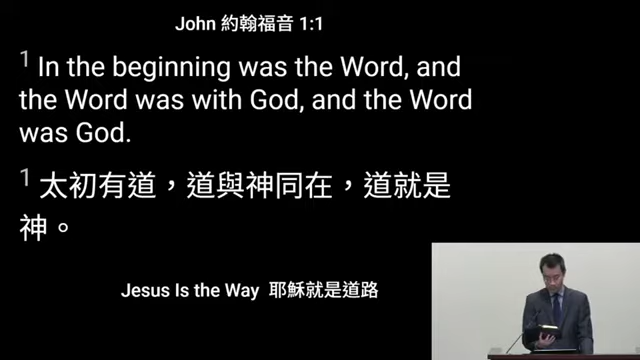 John 約翰福音 1:1
1 In the beginning was the Word, and
the Word was with God, and the Word
was God.
1 太初有道，道與神同在，道就是
神。
Jesus Is the Way 耶穌就是道路